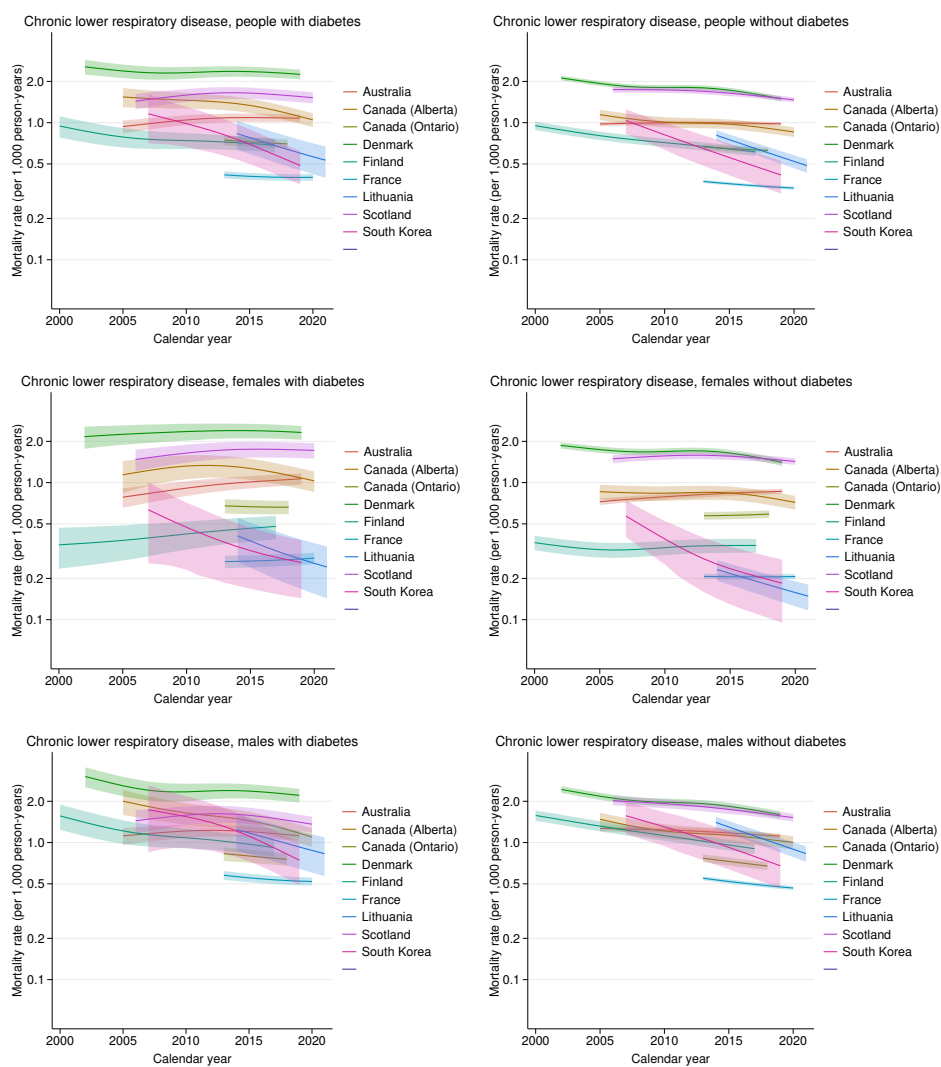 Chronic lower respiratory disease, people with diabetes
Mortality rate (per 1,000 person-years)
2.0
1.0
0.5
0.2
0.1
2000 2005 2010 2015 2020
Calendar year
Australia
Canada (Alberta)
Canada (Ontario)
Denmark
Finland
France
Lithuania
Scotland
South Korea
Chronic lower respiratory disease, people without diabetes
Mortality rate (per 1,000 person-years)
2.0
1.0
0.5
0.2
0.1
2000 2005 2010 2015 2020
Calendar year
Australia
Canada (Alberta)
Canada (Ontario)
Denmark
Finland
France
Lithuania
Scotland
South Korea
Chronic lower respiratory disease, females with diabetes
Mortality rate (per 1,000 person-years)
2.0
1.0
0.5
0.2
0.1
2000 2005 2010 2015 2020
Calendar year
Australia
Canada (Alberta)
Canada (Ontario)
Denmark
Finland
France
Lithuania
Scotland
South Korea
Chronic lower respiratory disease, females without diabetes
Mortality rate (per 1,000 person-years)
2.0
1.0
0.5
0.2
0.1
2000 2005 2010 2015 2020
Calendar year
Australia
Canada (Alberta)
Canada (Ontario)
Denmark
Finland
France
Lithuania
Scotland
South Korea
Chronic lower respiratory disease, males with diabetes
Mortality rate (per 1,000 person-years)
2.0
1.0
0.5
0.2
0.1
2000 2005 2010 2015 2020
Calendar year
Australia
Canada (Alberta)
Canada (Ontario)
Denmark
Finland
France
Lithuania
Scotland
South Korea
Chronic lower respiratory disease, males without diabetes
Mortality rate (per 1,000 person-years)
2.0
1.0
0.5
0.2
0.1
2000 2005 2010 2015 2020
Calendar year
Australia
Canada (Alberta)
Canada (Ontario)
Denmark
Finland
France
Lithuania
Scotland
South Korea